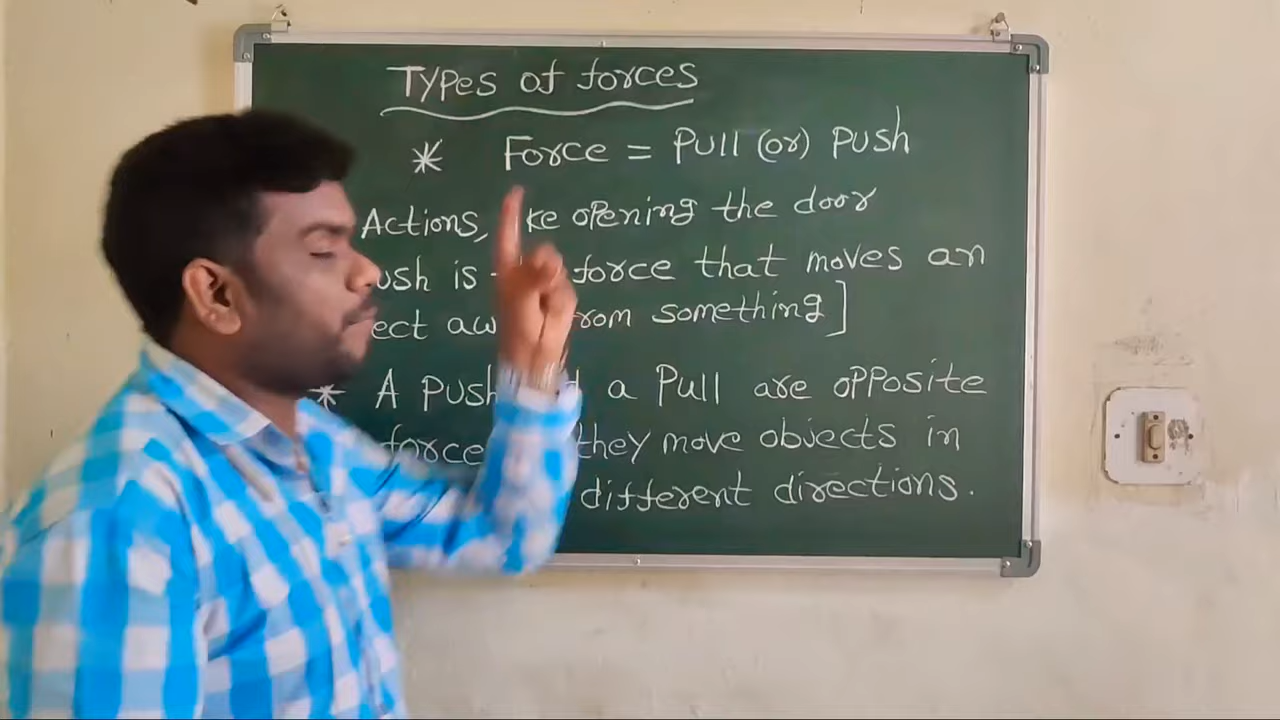 Types of forces
* Force = Pull (or) Push
Actions, ke opening the door
ush is force that moves an
ect aw rom something]
* A push a Pull are opposite
force they move objects in
different directions.